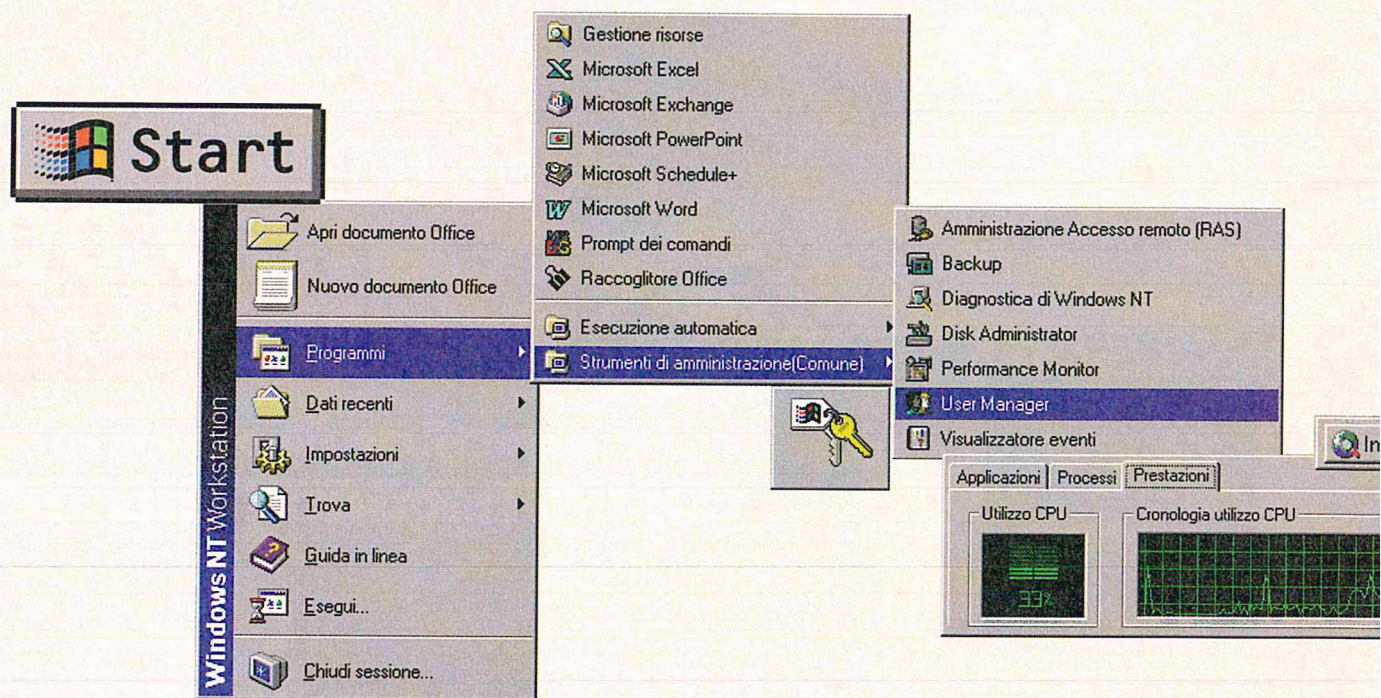 Start
Apri documento Office
Nuovo documento Office
Programmi
Dati recenti
Impostazioni
Trova
Guida in linea
Esegui...
Chiudi sessione...
Windows NT Workstation
Gestione risorse
Microsoft Excel
Microsoft Exchange
Microsoft PowerPoint
Microsoft Schedule+
Microsoft Word
Prompt dei comandi
Raccoglitore Office
Esecuzione automatica
Strumenti di amministrazione(Comune)
Amministrazione Accesso remoto (RAS)
Backup
Diagnostica di Windows NT
Disk Administrator
Performance Monitor
User Manager
Visualizzatore eventi
In
Applicazioni Processi Prestazioni
Utilizzo CPU Cronologia utilizzo CPU
33%